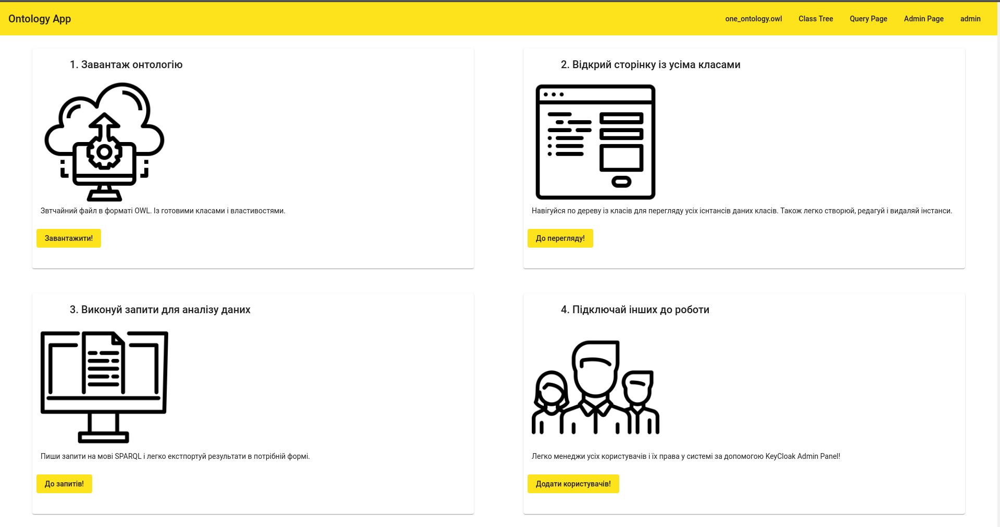 Ontology App
one_ontology.owl Class Tree Query Page Admin Page admin
1. Завантаж онтологію
Звтчайний файл в форматі OWL. Із готовими класами і властивостями.
Завантажити!
2. Відкрий сторінку із усіма класами
Навігуйся по дереву із класів для перегляду усіх існтансів даних класів. Також легко створюй, редагуй і видаляй інстанси.
До перегляду!
3. Виконуй запити для аналізу даних
Пиши запити на мові SPARQL і легко екстпортуй результати в потрібній формі.
До запитів!
4. Підключай інших до роботи
Легко менеджи усіх користувачів і їх права у системі за допомогою KeyCloak Admin Panel!
Додати користувачів!